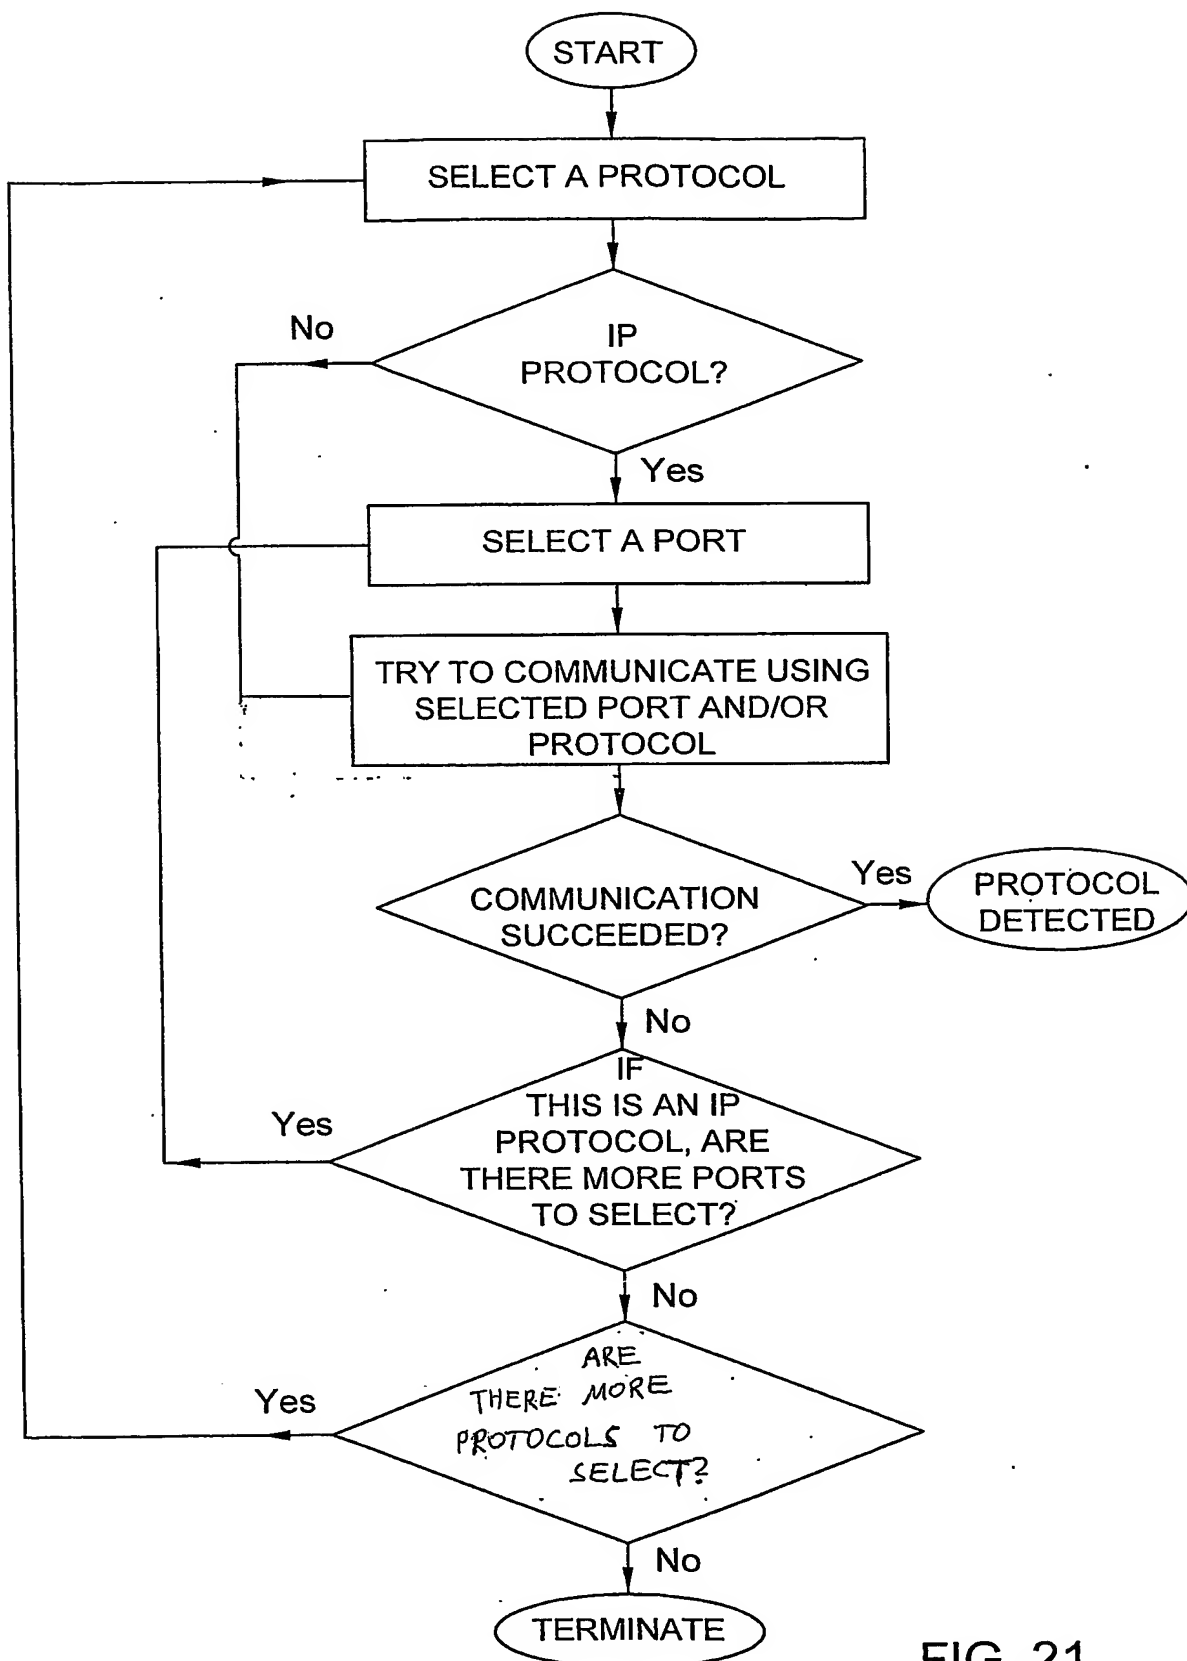 START
SELECT A PROTOCOL
No
IP
PROTOCOL?
Yes
SELECT A PORT
TRY TO COMMUNICATE USING
SELECTED PORT AND/OR
PROTOCOL
COMMUNICATION
SUCCEEDED?
Yes
PROTOCOL
DETECTED
No
IF
THIS IS AN IP
PROTOCOL, ARE
THERE MORE PORTS
TO SELECT?
Yes
No
ARE
THERE MORE
PROTOCOLS TO
SELECT?
Yes
No
TERMINATE
FIG. 21